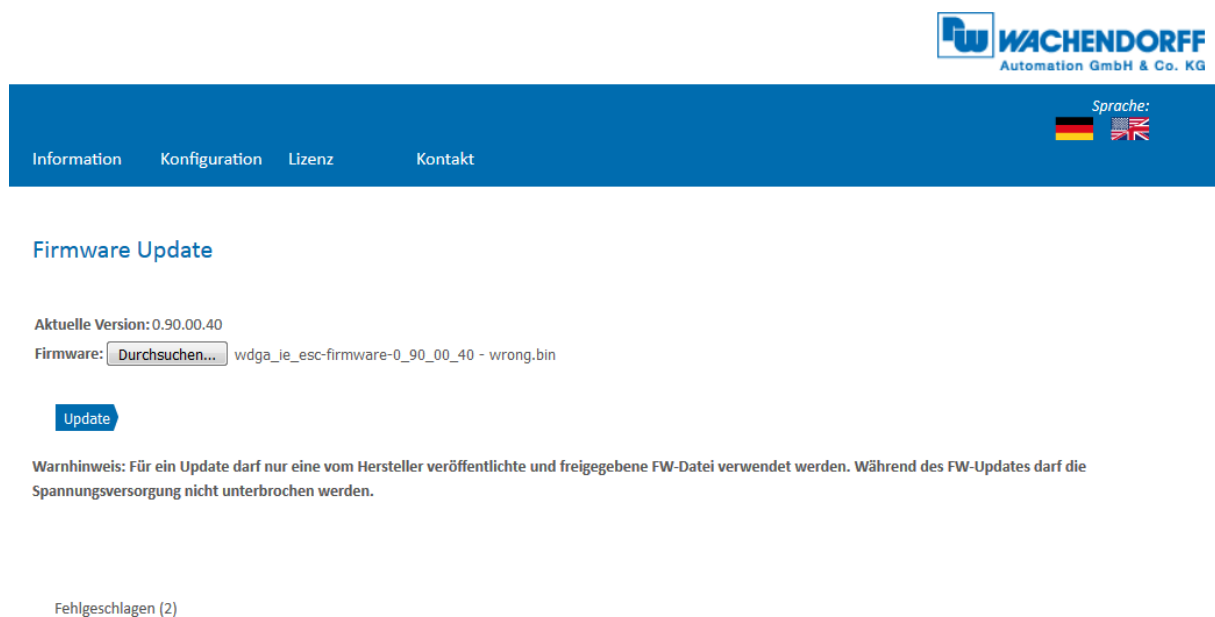 WACHENDORFF
Automation GmbH & Co. KG
Sprache:
Information Konfiguration Lizenz Kontakt
Firmware Update
Aktuelle Version: 0.90.00.40
Firmware: Durchsuchen... wdga_ie_esc-firmware-0_90_00_40 - wrong.bin
Update
Warnhinweis: Für ein Update darf nur eine vom Hersteller veröffentlichte und freigegebene FW-Datei verwendet werden. Während des FW-Updates darf die
Spannungsversorgung nicht unterbrochen werden.
Fehlgeschlagen (2)